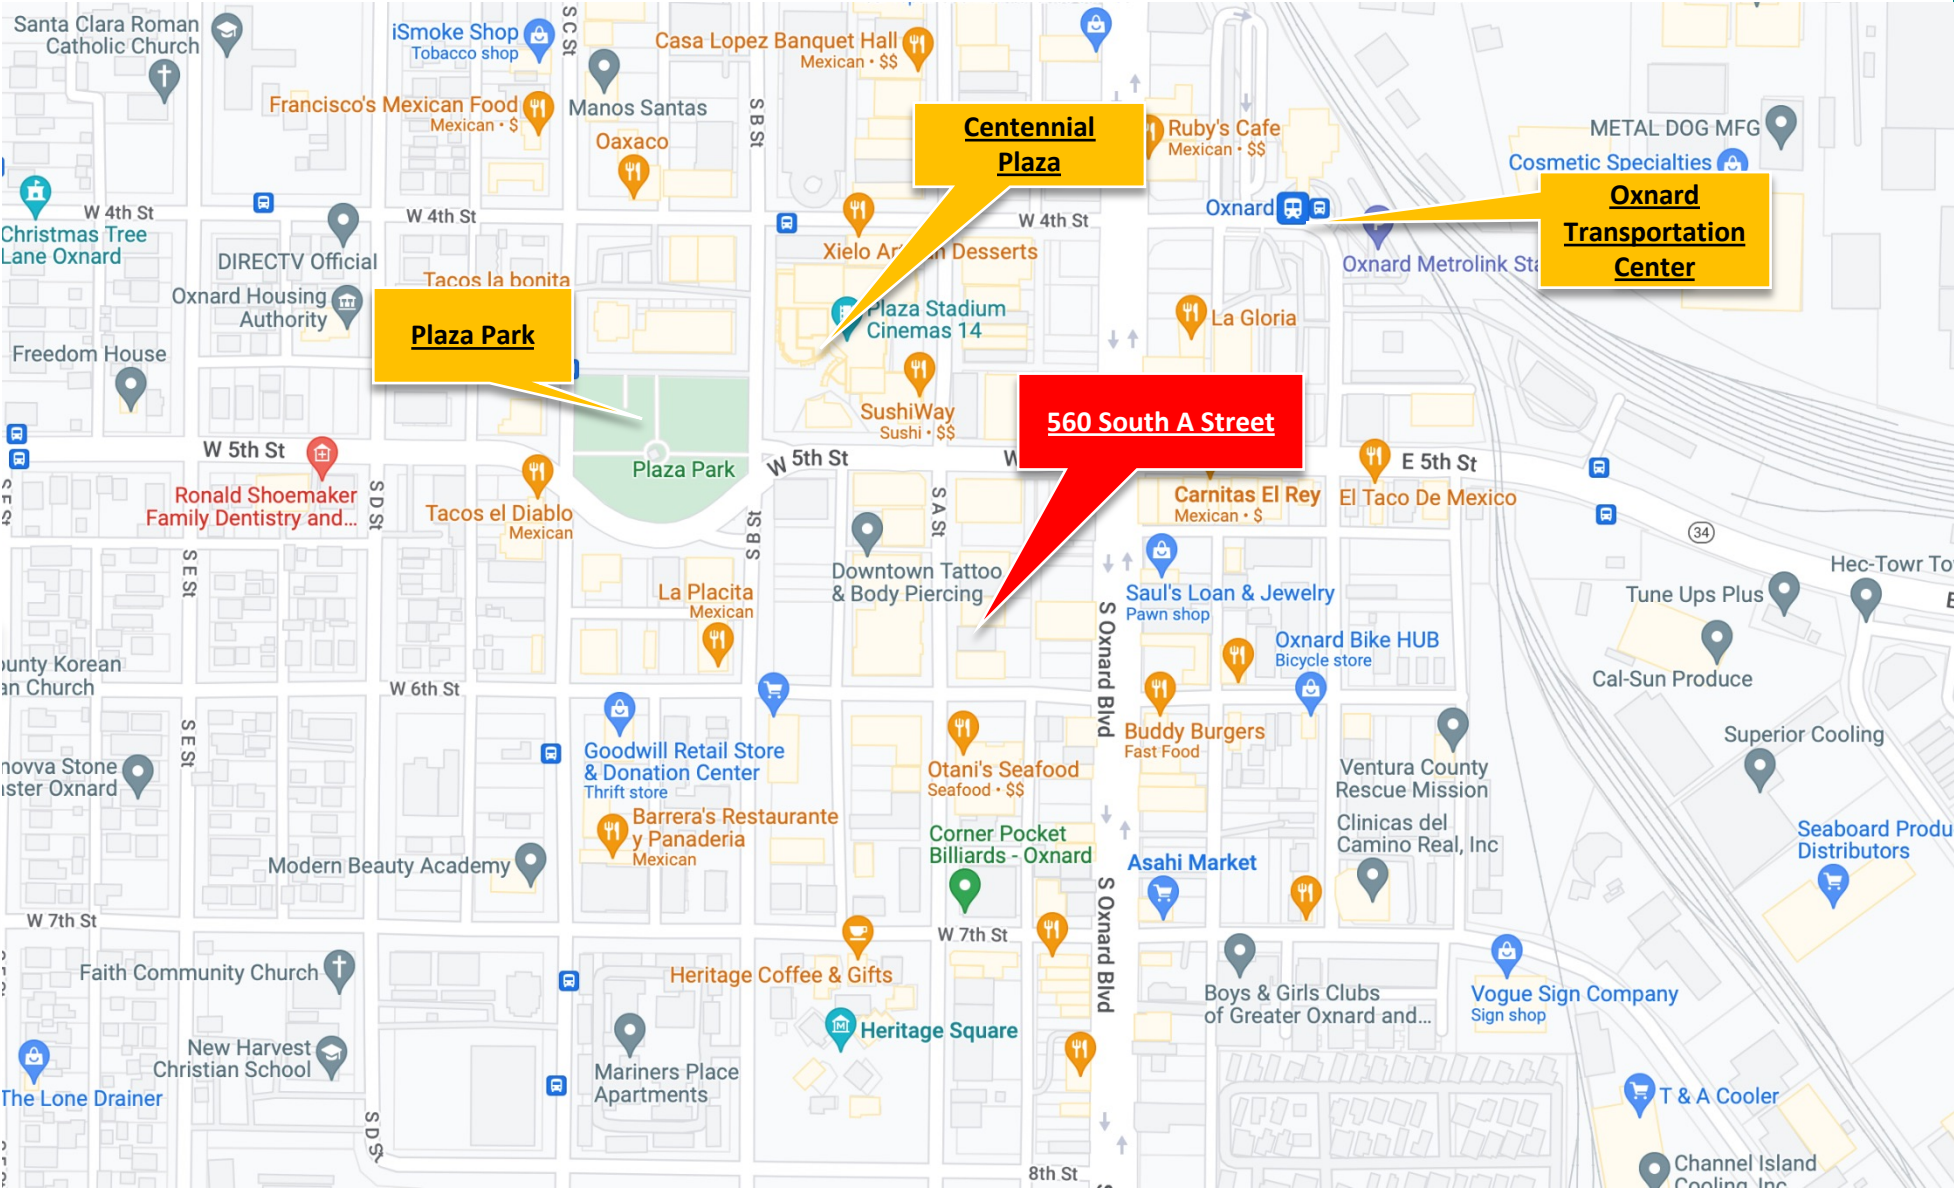 Santa Clara Roman
Catholic Church
iSmoke Shop
Tobacco shop
S C St
Casa Lopez Banquet Hall
Mexican • $$
Francisco's Mexican Food
Mexican • $
Manos Santas
Oaxaco
S B St
Centennial
Plaza
Ruby's Cafe
Mexican • $$
METAL DOG MFG
Cosmetic Specialties
Oxnard
Transportation
Center
W 4th St
W 4th St
W 4th St
Oxnard
Christmas Tree
Lane Oxnard
DIRECTV Official
Xielo Ar
n Desserts
Oxnard Metrolink Sta
Tacos la bonita
Oxnard Housing
Authority
Plaza Park
Plaza Stadium
Cinemas 14
La Gloria
Freedom House
SushiWay
Sushi • $$
560 South A Street
W 5th St
Plaza Park
W 5th St
W
E 5th St
Ronald Shoemaker
Family Dentistry and...
S E St
S D St
Tacos el Diablo
Mexican
S A St
Carnitas El Rey
Mexican • $
El Taco De Mexico
34
S B St
S E St
Downtown Tattoo
& Body Piercing
La Placita
Mexican
Saul's Loan & Jewelry
Pawn shop
Hec-Towr To
Tune Ups Plus
E
S Oxnard Blvd
Oxnard Bike HUB
Bicycle store
ounty Korean
an Church
W 6th St
Cal-Sun Produce
S E St
Goodwill Retail Store
& Donation Center
Thrift store
Buddy Burgers
Fast Food
Superior Cooling
novva Stone
aster Oxnard
Otani's Seafood
Seafood • $$
Ventura County
Rescue Mission
Barrera's Restaurante
y Panaderia
Mexican
Corner Pocket
Billiards - Oxnard
Clinicas del
Camino Real, Inc
Seaboard Produ
Distributors
Modern Beauty Academy
Asahi Market
W 7th St
W 7th St
S Oxnard Blvd
Faith Community Church
Heritage Coffee & Gifts
Boys & Girls Clubs
of Greater Oxnard and...
Vogue Sign Company
Sign shop
Heritage Square
New Harvest
Christian School
Mariners Place
Apartments
The Lone Drainer
T & A Cooler
S D St
8th St
Channel Island
Cooling, Inc